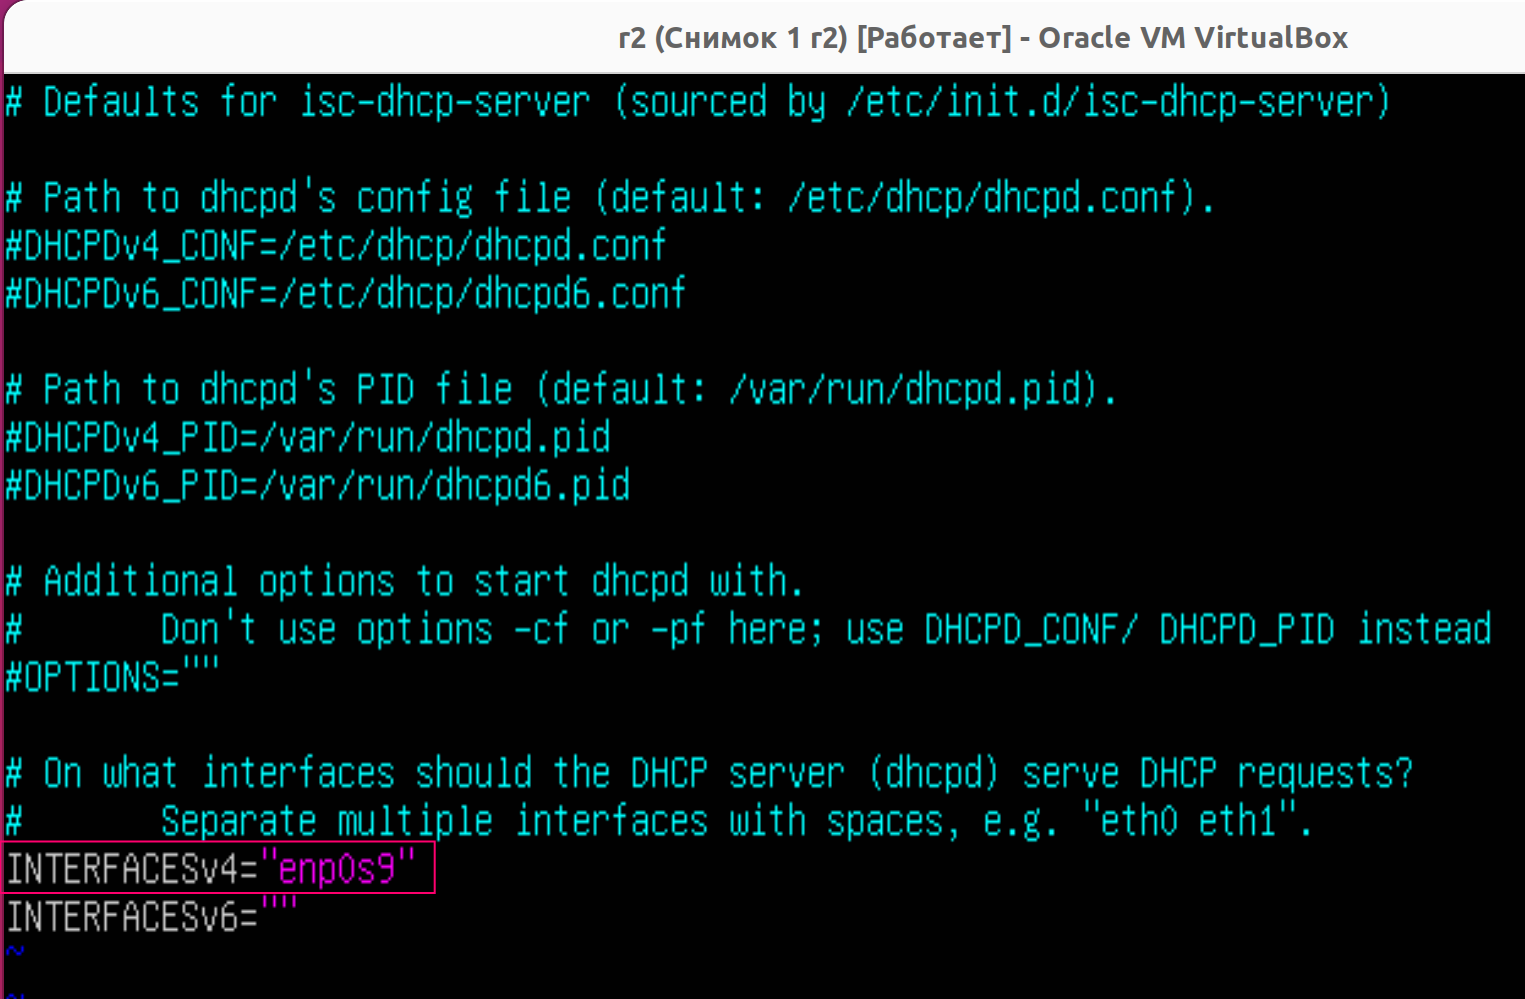 r2 (Снимок 1 r2) [Работает] - Oracle VM VirtualBox
# Defaults for isc-dhcp-server (sourced by /etc/init.d/isc-dhcp-server)
# Path to dhcpd's config file (default: /etc/dhcp/dhcpd.conf).
#DHCPDv4_CONF=/etc/dhcp/dhcpd.conf
#DHCPDv6_CONF=/etc/dhcp/dhcpd6.conf
# Path to dhcpd's PID file (default: /var/run/dhcpd.pid).
#DHCPDv4_PID=/var/run/dhcpd.pid
#DHCPDv6_PID=/var/run/dhcpd6.pid
# Additional options to start dhcpd with.
#       Don't use options -cf or -pf here; use DHCPD_CONF/ DHCPD_PID instead
#OPTIONS=""
# On what interfaces should the DHCP server (dhcpd) serve DHCP requests?
#       Separate multiple interfaces with spaces, e.g. "eth0 eth1".
INTERFACESv4="enp0s9"
INTERFACESv6=""
~
~